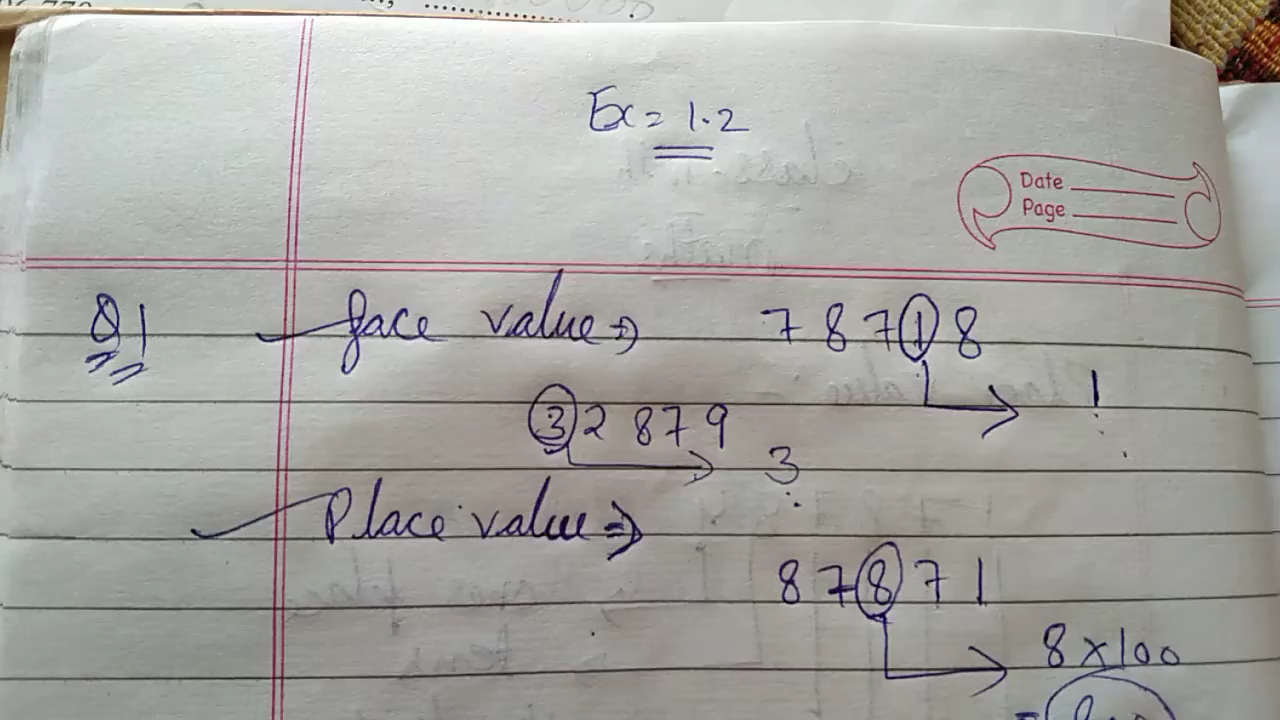 Ex = 1.2
Date
Page
Q1 face value ⇒ 7 8 7 1 8
1
3 2 8 7 9
3
Place value ⇒
8 7 8 7 1
8 x 100
=